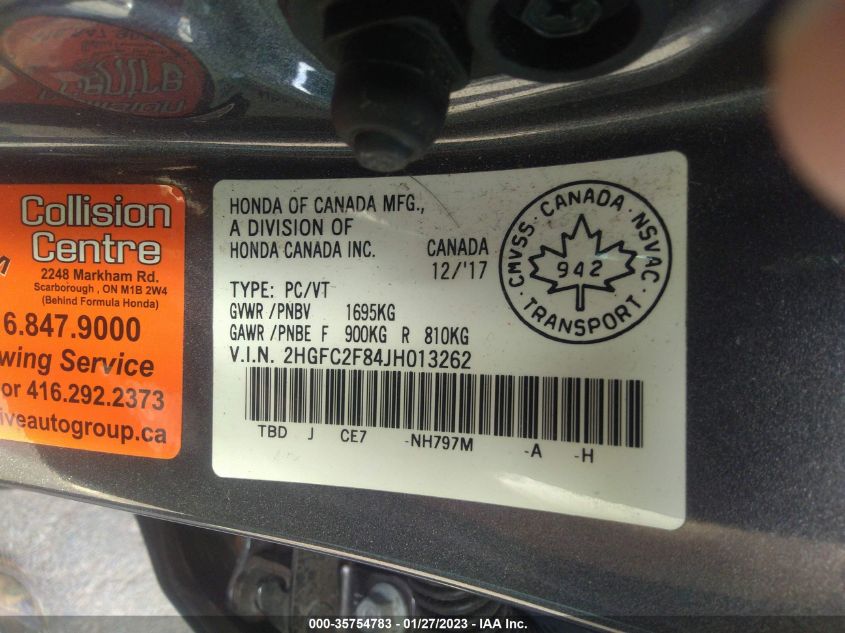 Collision
Centre
2248 Markham Rd.
Scarborough , ON M1B 2W4
(Behind Formula Honda)
6.847.9000
wing Service
or 416.292.2373
iveautogroup.ca
HONDA OF CANADA MFG.,
A DIVISION OF
HONDA CANADA INC. CANADA
12/'17
TYPE: PC/VT
GVWR /PNBV 1695KG
GAWR /PNBE F 900KG R 810KG
V.I.N. 2HGFC2F84JH013262
TBD J CE7 -NH797M -A -H
CMVSS · CANADA · NSVAC
942
· TRANSPORT ·
000-35754783 — 01/27/2023 — IAA Inc.